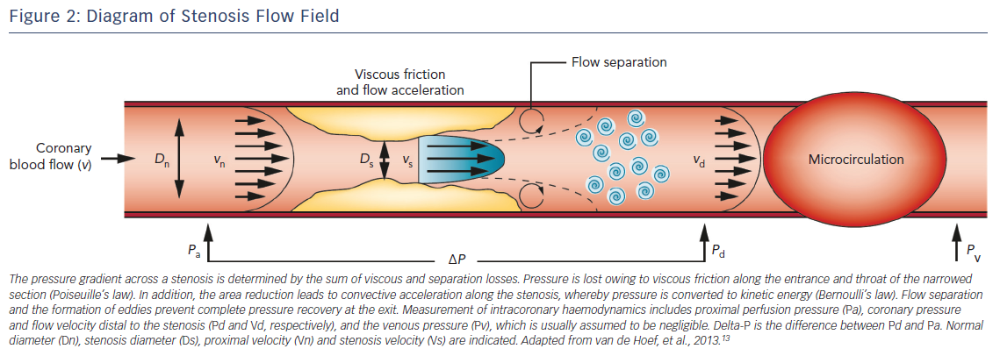 Figure 2: Diagram of Stenosis Flow Field
Flow separation
Viscous friction
and flow acceleration
Coronary
blood flow (v)
Dn
vn
Ds
vs
vd
Microcirculation
Pa
ΔP
Pd
Pv
The pressure gradient across a stenosis is determined by the sum of viscous and separation losses. Pressure is lost owing to viscous friction along the entrance and throat of the narrowed
section (Poiseuille's law). In addition, the area reduction leads to convective acceleration along the stenosis, whereby pressure is converted to kinetic energy (Bernoulli's law). Flow separation
and the formation of eddies prevent complete pressure recovery at the exit. Measurement of intracoronary haemodynamics includes proximal perfusion pressure (Pa), coronary pressure
and flow velocity distal to the stenosis (Pd and Vd, respectively), and the venous pressure (Pv), which is usually assumed to be negligible. Delta-P is the difference between Pd and Pa. Normal
diameter (Dn), stenosis diameter (Ds), proximal velocity (Vn) and stenosis velocity (Vs) are indicated. Adapted from van de Hoef, et al., 2013.13